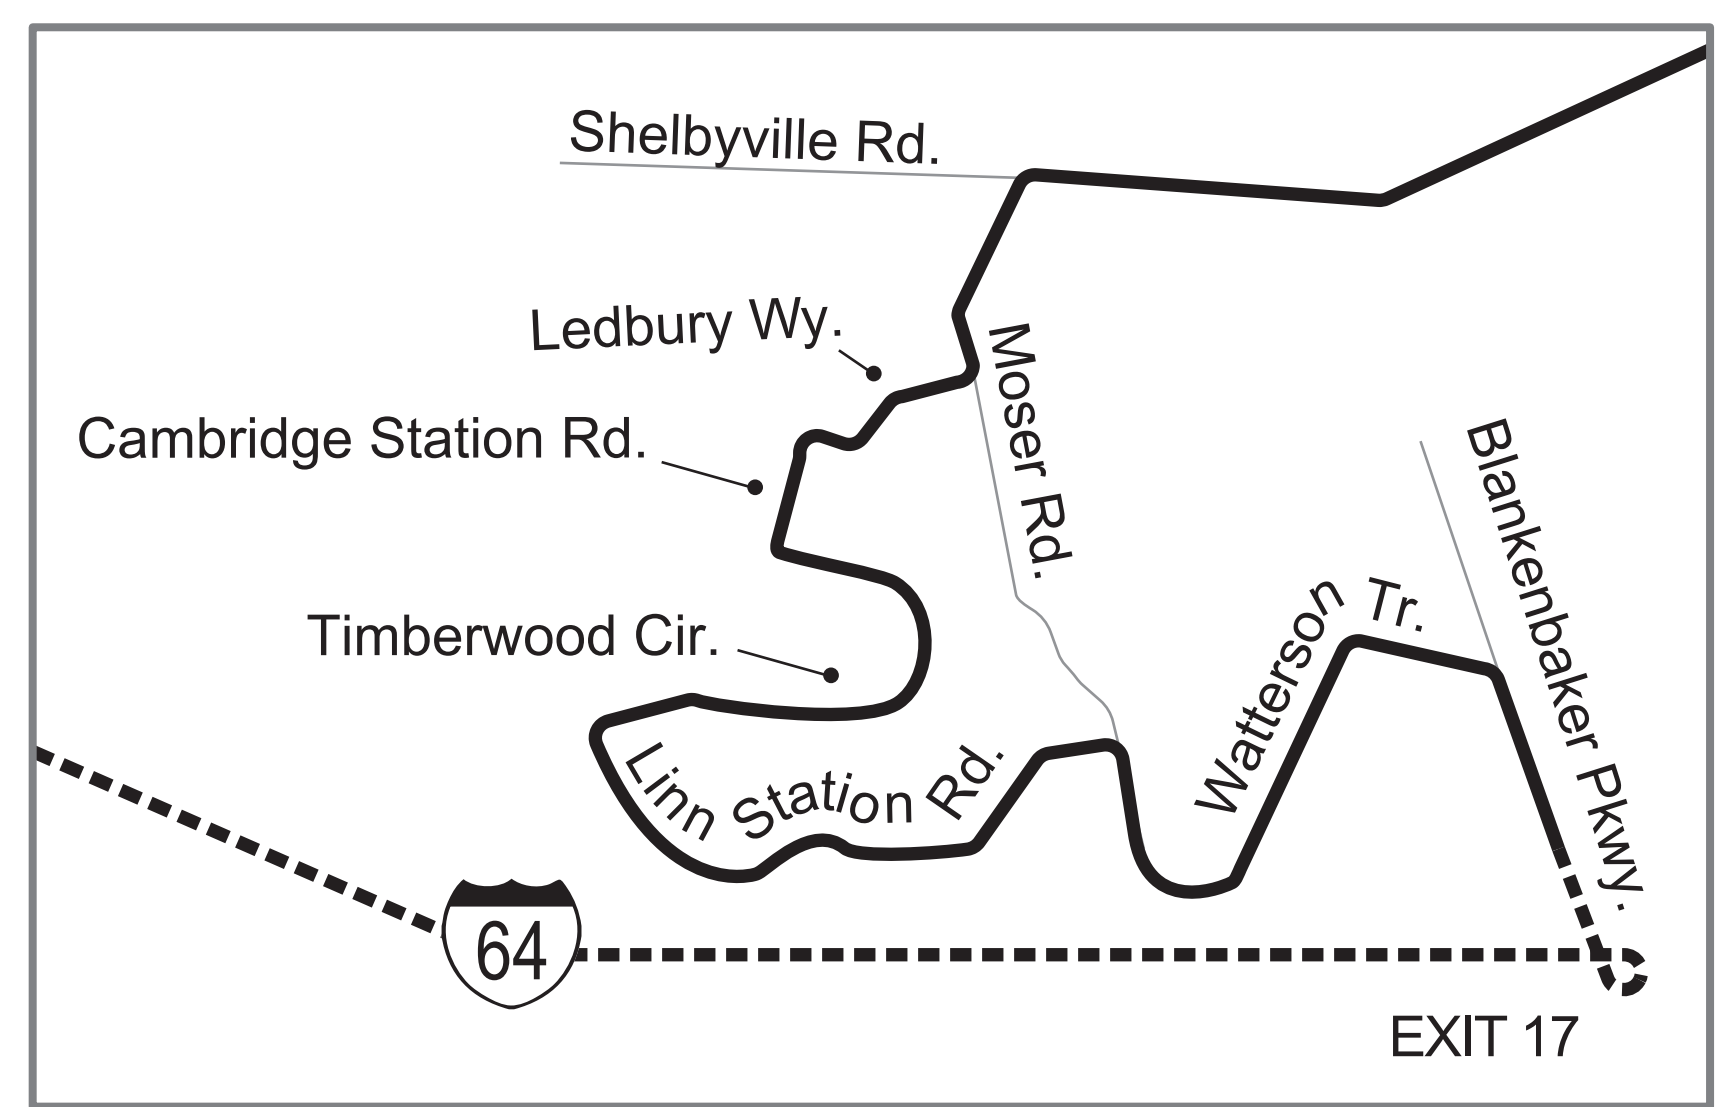 Shelbyville Rd.
Ledbury Wy.
Moser Rd.
Cambridge Station Rd.
Blankenbaker Pkwy.
Watterson Tr.
Timberwood Cir.
Linn Station Rd.
64
EXIT 17